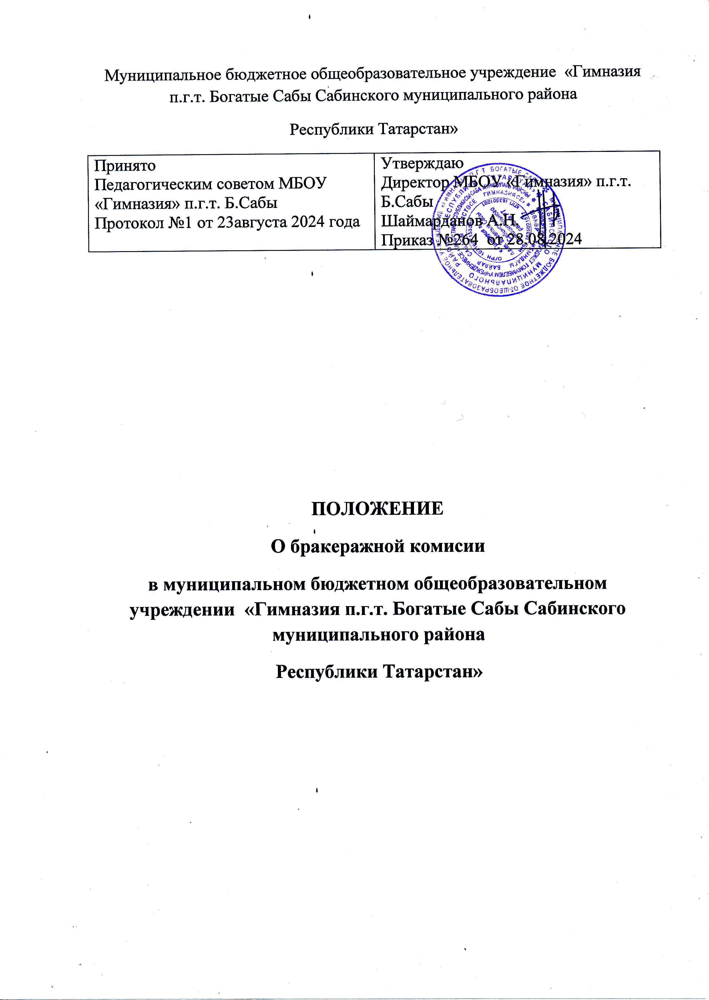 Муниципальное бюджетное общеобразовательное учреждение «Гимназия
п.г.т. Богатые Сабы Сабинского муниципального района
Республики Татарстан»
Принято
Педагогическим советом МБОУ
«Гимназия» п.г.т. Б.Сабы
Протокол №1 от 23августа 2024 года
Утверждаю
Директор МБОУ «Гимназия» п.г.т.
Б.Сабы
Шаймарданов А.Н.
Приказ №264 от 28.08.2024
ПОЛОЖЕНИЕ
О бракеражной комисии
в муниципальном бюджетном общеобразовательном
учреждении «Гимназия п.г.т. Богатые Сабы Сабинского
муниципального района
Республики Татарстан»